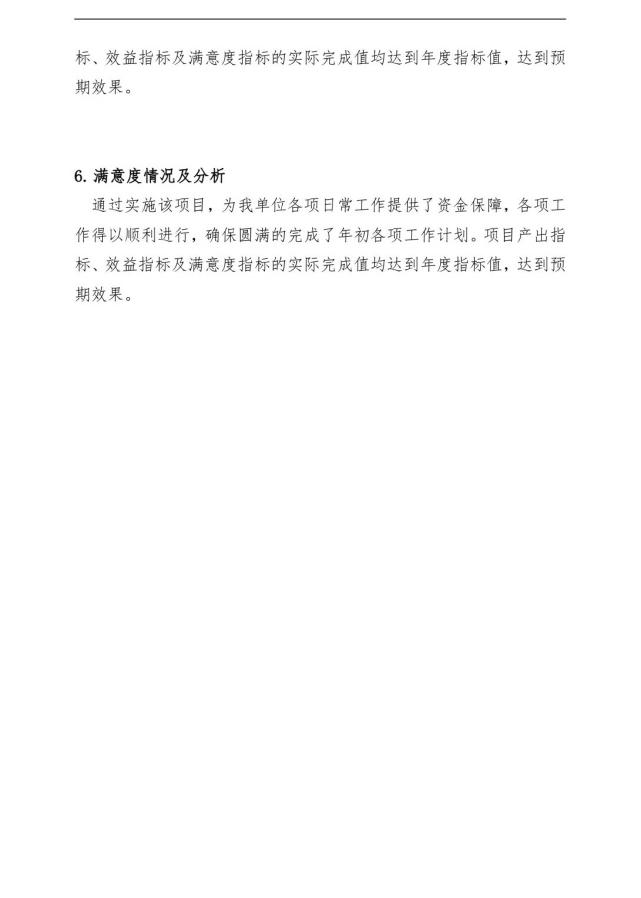 标、效益指标及满意度指标的实际完成值均达到年度指标值，达到预
期效果。
6. 满意度情况及分析
通过实施该项目，为我单位各项日常工作提供了资金保障，各项工
作得以顺利进行，确保圆满的完成了年初各项工作计划。项目产出指
标、效益指标及满意度指标的实际完成值均达到年度指标值，达到预
期效果。